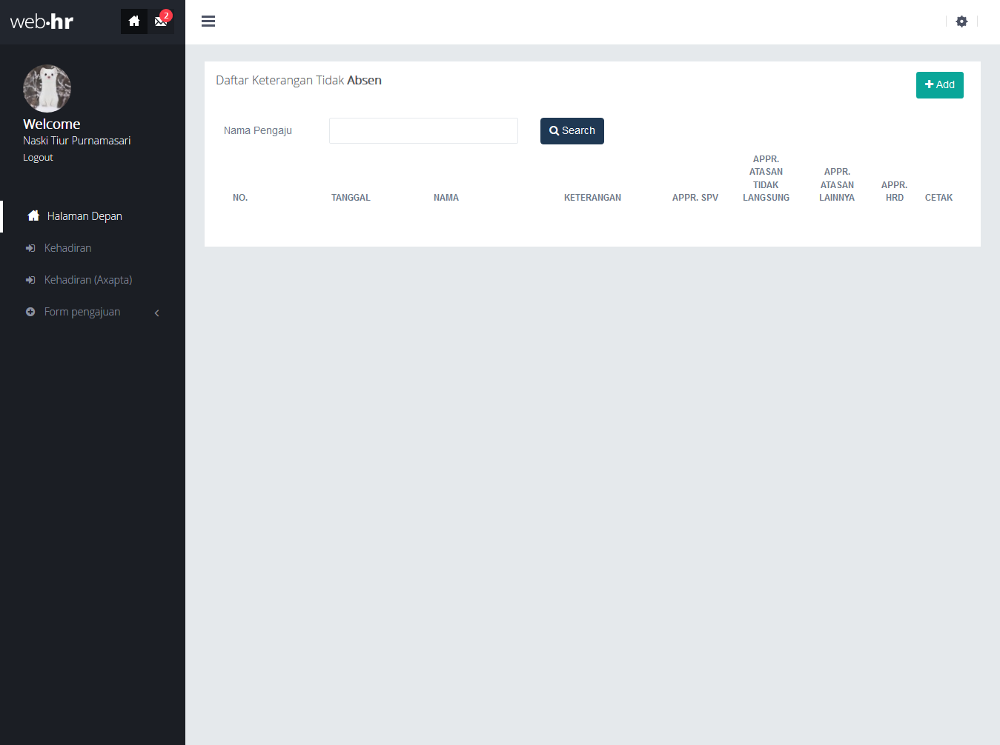 web·hr
2
Welcome
Naski Tiur Purnamasari
Logout
Halaman Depan
Kehadiran
Kehadiran (Axapta)
Form pengajuan
Daftar Keterangan Tidak Absen
Add
Nama Pengaju
Search
NO.
TANGGAL
NAMA
KETERANGAN
APPR. SPV
APPR.
ATASAN
TIDAK
LANGSUNG
APPR.
ATASAN
LAINNYA
APPR.
HRD
CETAK